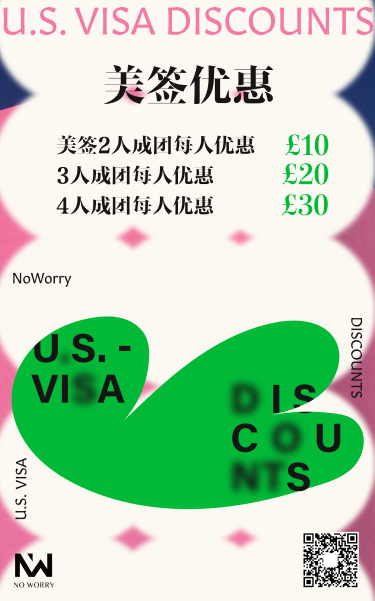 U.S. VISA DISCOUNTS
美签优惠
美签2人成团每人优惠 £10
3人成团每人优惠 £20
4人成团每人优惠 £30
NoWorry
U.S. -
VISA
DISCOUNTS
DIS
COU
NTS
U.S. VISA
NW
NO WORRY